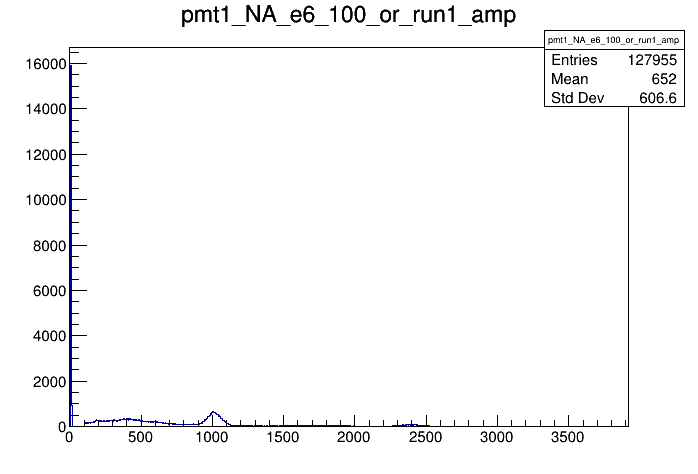 pmt1_NA_e6_100_or_run1_amp
pmt1_NA_e6_100_or_run1_amp
Entries 127955
Mean 652
Std Dev 606.6
16000
14000
12000
10000
8000
6000
4000
2000
0
0 500 1000 1500 2000 2500 3000 3500